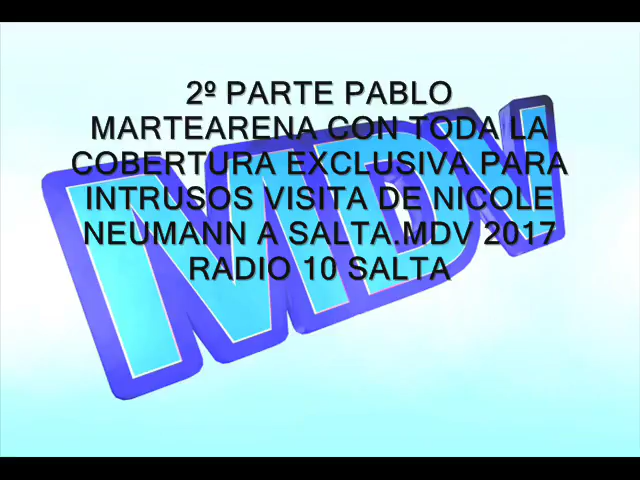 2º PARTE PABLO
MARTEARENA CON TODA LA
COBERTURA EXCLUSIVA PARA
INTRUSOS VISITA DE NICOLE
NEUMANN A SALTA.MDV 2017
RADIO 10 SALTA
MDV